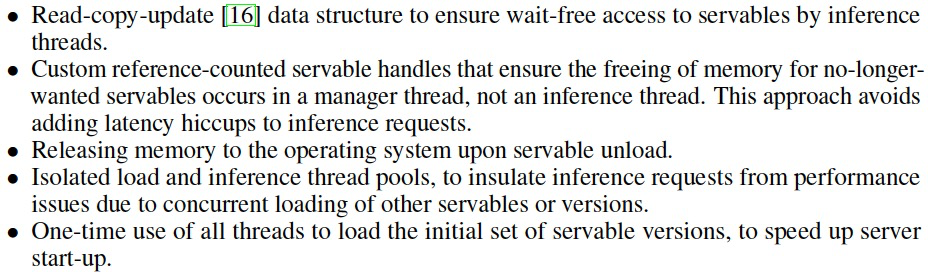 • Read-copy-update [16] data structure to ensure wait-free access to servables by inference
threads.
• Custom reference-counted servable handles that ensure the freeing of memory for no-longer-
wanted servables occurs in a manager thread, not an inference thread. This approach avoids
adding latency hiccups to inference requests.
• Releasing memory to the operating system upon servable unload.
• Isolated load and inference thread pools, to insulate inference requests from performance
issues due to concurrent loading of other servables or versions.
• One-time use of all threads to load the initial set of servable versions, to speed up server
start-up.